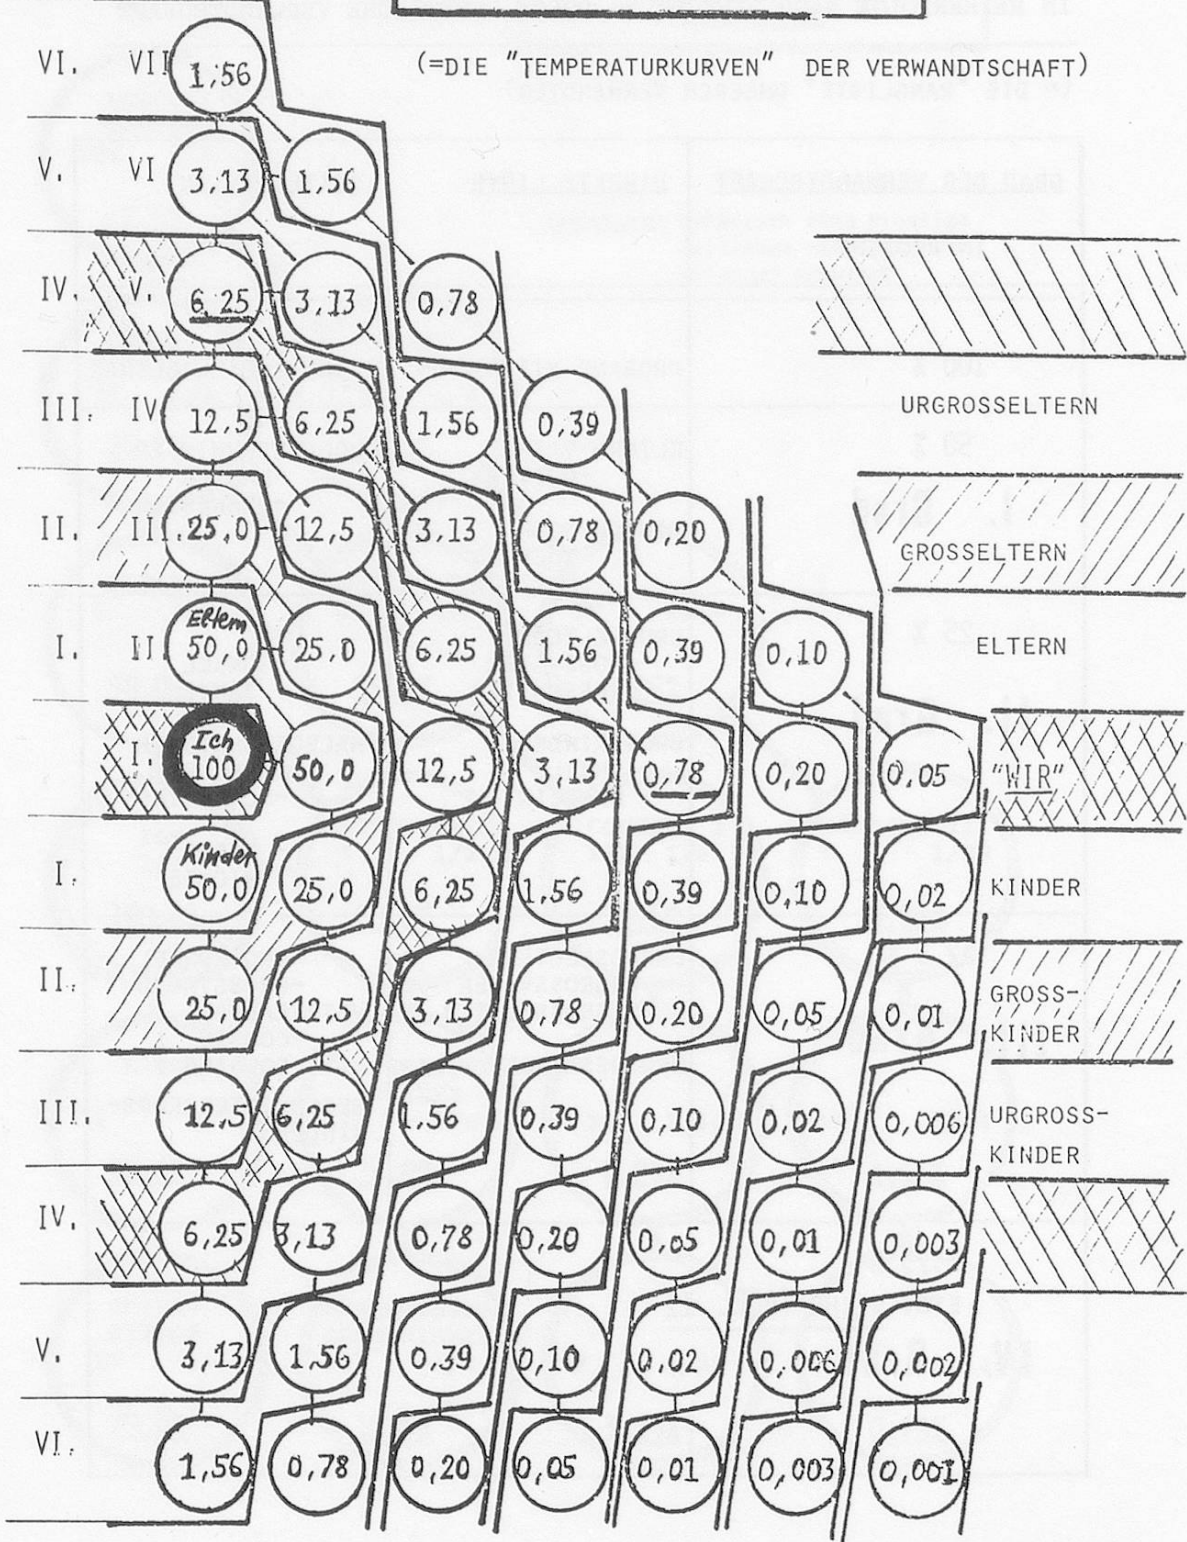 (=DIE "TEMPERATURKURVEN" DER VERWANDTSCHAFT)
VI. VII 1,56
V. VI 3,13 1,56
IV. V. 6,25 3,13 0,78
III. IV 12,5 6,25 1,56 0,39 URGROSSELTERN
II. III. 25,0 12,5 3,13 0,78 0,20 GROSSELTERN
Eltern
I. II. 50,0 25,0 6,25 1,56 0,39 0,10 ELTERN
Ich
I. 100 50,0 12,5 3,13 0,78 0,20 0,05 "WIR"
Kinder
I. 50,0 25,0 6,25 1,56 0,39 0,10 0,02 KINDER
II. 25,0 12,5 3,13 0,78 0,20 0,05 0,01 GROSS-
KINDER
III. 12,5 6,25 1,56 0,39 0,10 0,02 0,006 URGROSS-
KINDER
IV. 6,25 3,13 0,78 0,20 0,05 0,01 0,003
V. 3,13 1,56 0,39 0,10 0,02 0,006 0,002
VI. 1,56 0,78 0,20 0,05 0,01 0,003 0,001